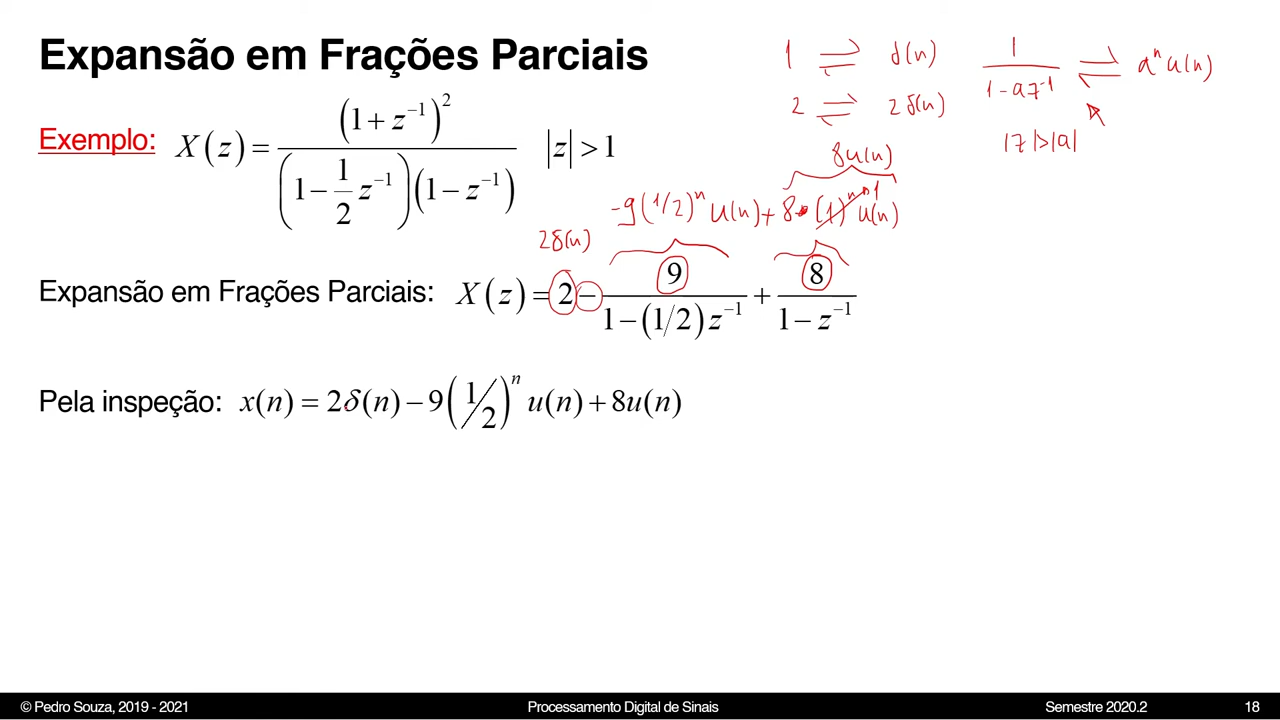 Expansão em Frações Parciais
1 ⇌ δ(n)
2 ⇌ 2δ(n)
1 / (1 - az⁻¹) ⇌ aⁿ u(n)
|z| > |a|
Exemplo: X(z) = (1 + z⁻¹)² / ((1 - 1/2 z⁻¹)(1 - z⁻¹)) |z| > 1
8u(n)
-9(1/2)ⁿ u(n) + 8 · (1)ⁿ u(n)
1
2δ(n)
Expansão em Frações Parciais: X(z) = 2 - 9 / (1 - (1/2)z⁻¹) + 8 / (1 - z⁻¹)
Pela inspeção: x(n) = 2δ(n) - 9(1/2)ⁿ u(n) + 8u(n)
© Pedro Souza, 2019 - 2021 Processamento Digital de Sinais Semestre 2020.2 18